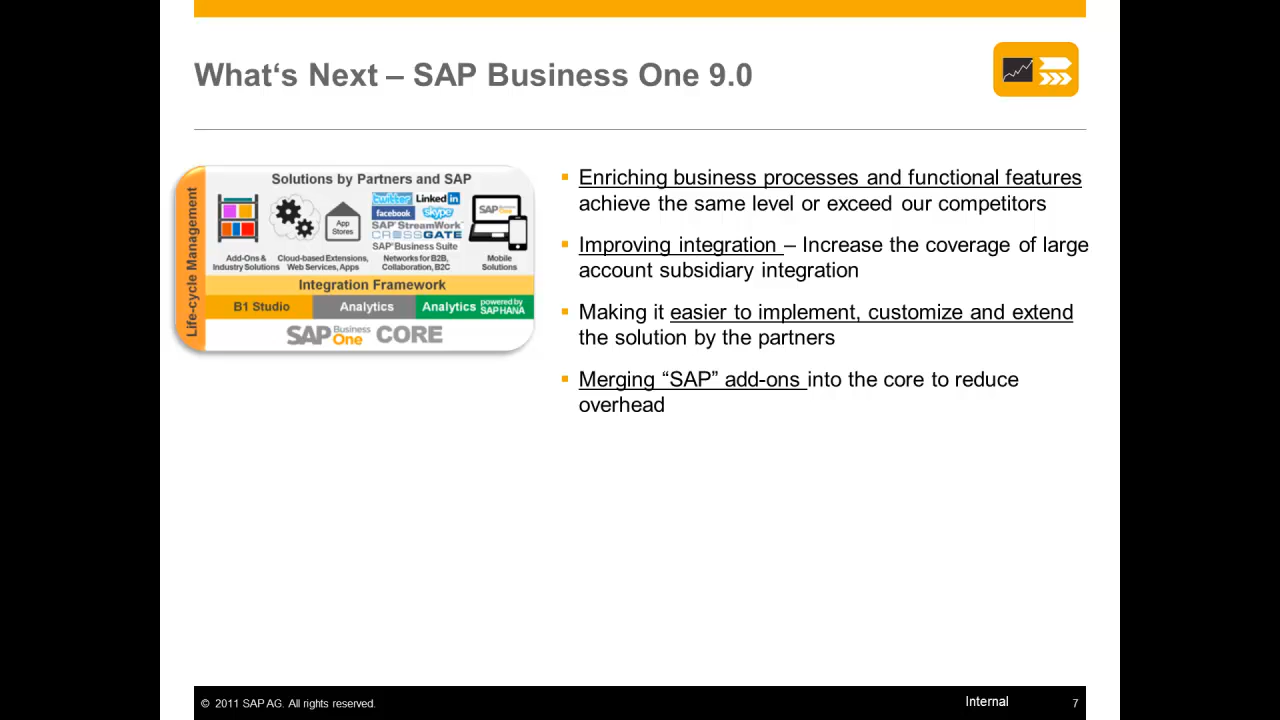 What‘s Next – SAP Business One 9.0
Life-cycle Management
Solutions by Partners and SAP
App
Stores
twitter
LinkedIn
facebook
skype
SAP® StreamWork™
CROSSGATE
SAP® Business Suite
SAP Business One
Add-Ons &
Industry Solutions
Cloud-based Extensions,
Web Services, Apps
Networks for B2B,
Collaboration, B2C
Mobile
Solutions
Integration Framework
B1 Studio
Analytics
Analytics powered by
SAP HANA
SAP Business One CORE
▪ Enriching business processes and functional features
achieve the same level or exceed our competitors
▪ Improving integration – Increase the coverage of large
account subsidiary integration
▪ Making it easier to implement, customize and extend
the solution by the partners
▪ Merging “SAP” add-ons into the core to reduce
overhead
© 2011 SAP AG. All rights reserved.
Internal
7